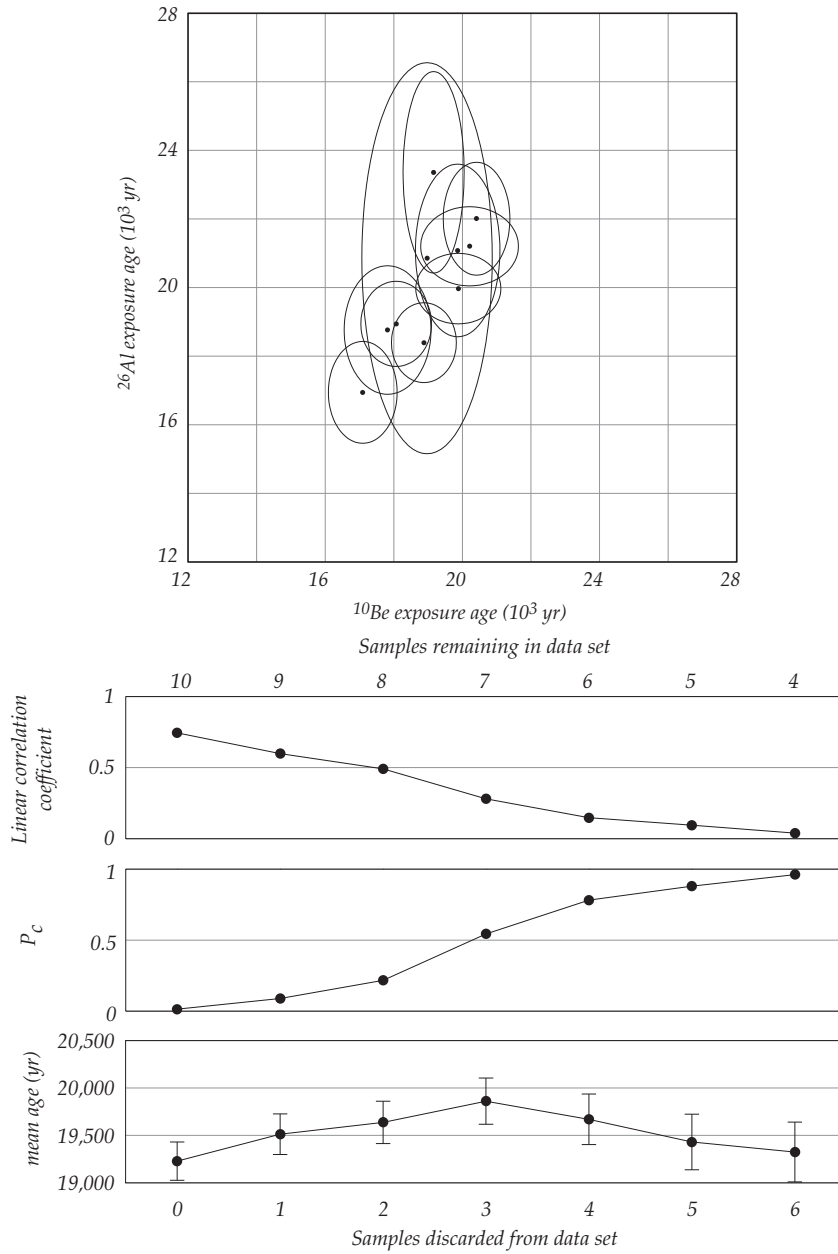 28
24
20
16
12
26Al exposure age (10³ yr)
12 16 20 24 28
10Be exposure age (10³ yr)
Samples remaining in data set
10 9 8 7 6 5 4
1
0.5
0
Linear correlation
coefficient
1
0.5
0
Pc
20,500
20,000
19,500
19,000
mean age (yr)
0 1 2 3 4 5 6
Samples discarded from data set